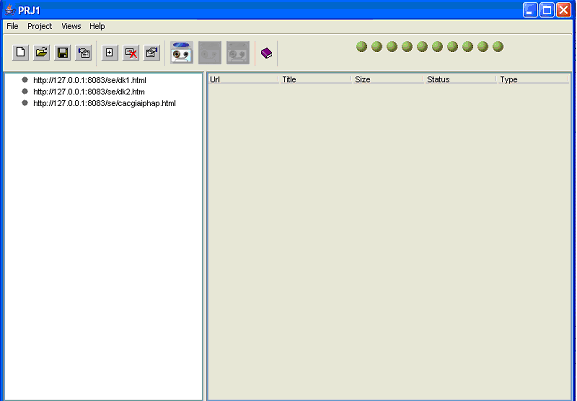 PRJ1
File Project Views Help
http://127.0.0.1:8083/se/dk1.html
http://127.0.0.1:8083/se/dk2.htm
http://127.0.0.1:8083/se/cacgiaiphap.html
Url Title Size Status Type